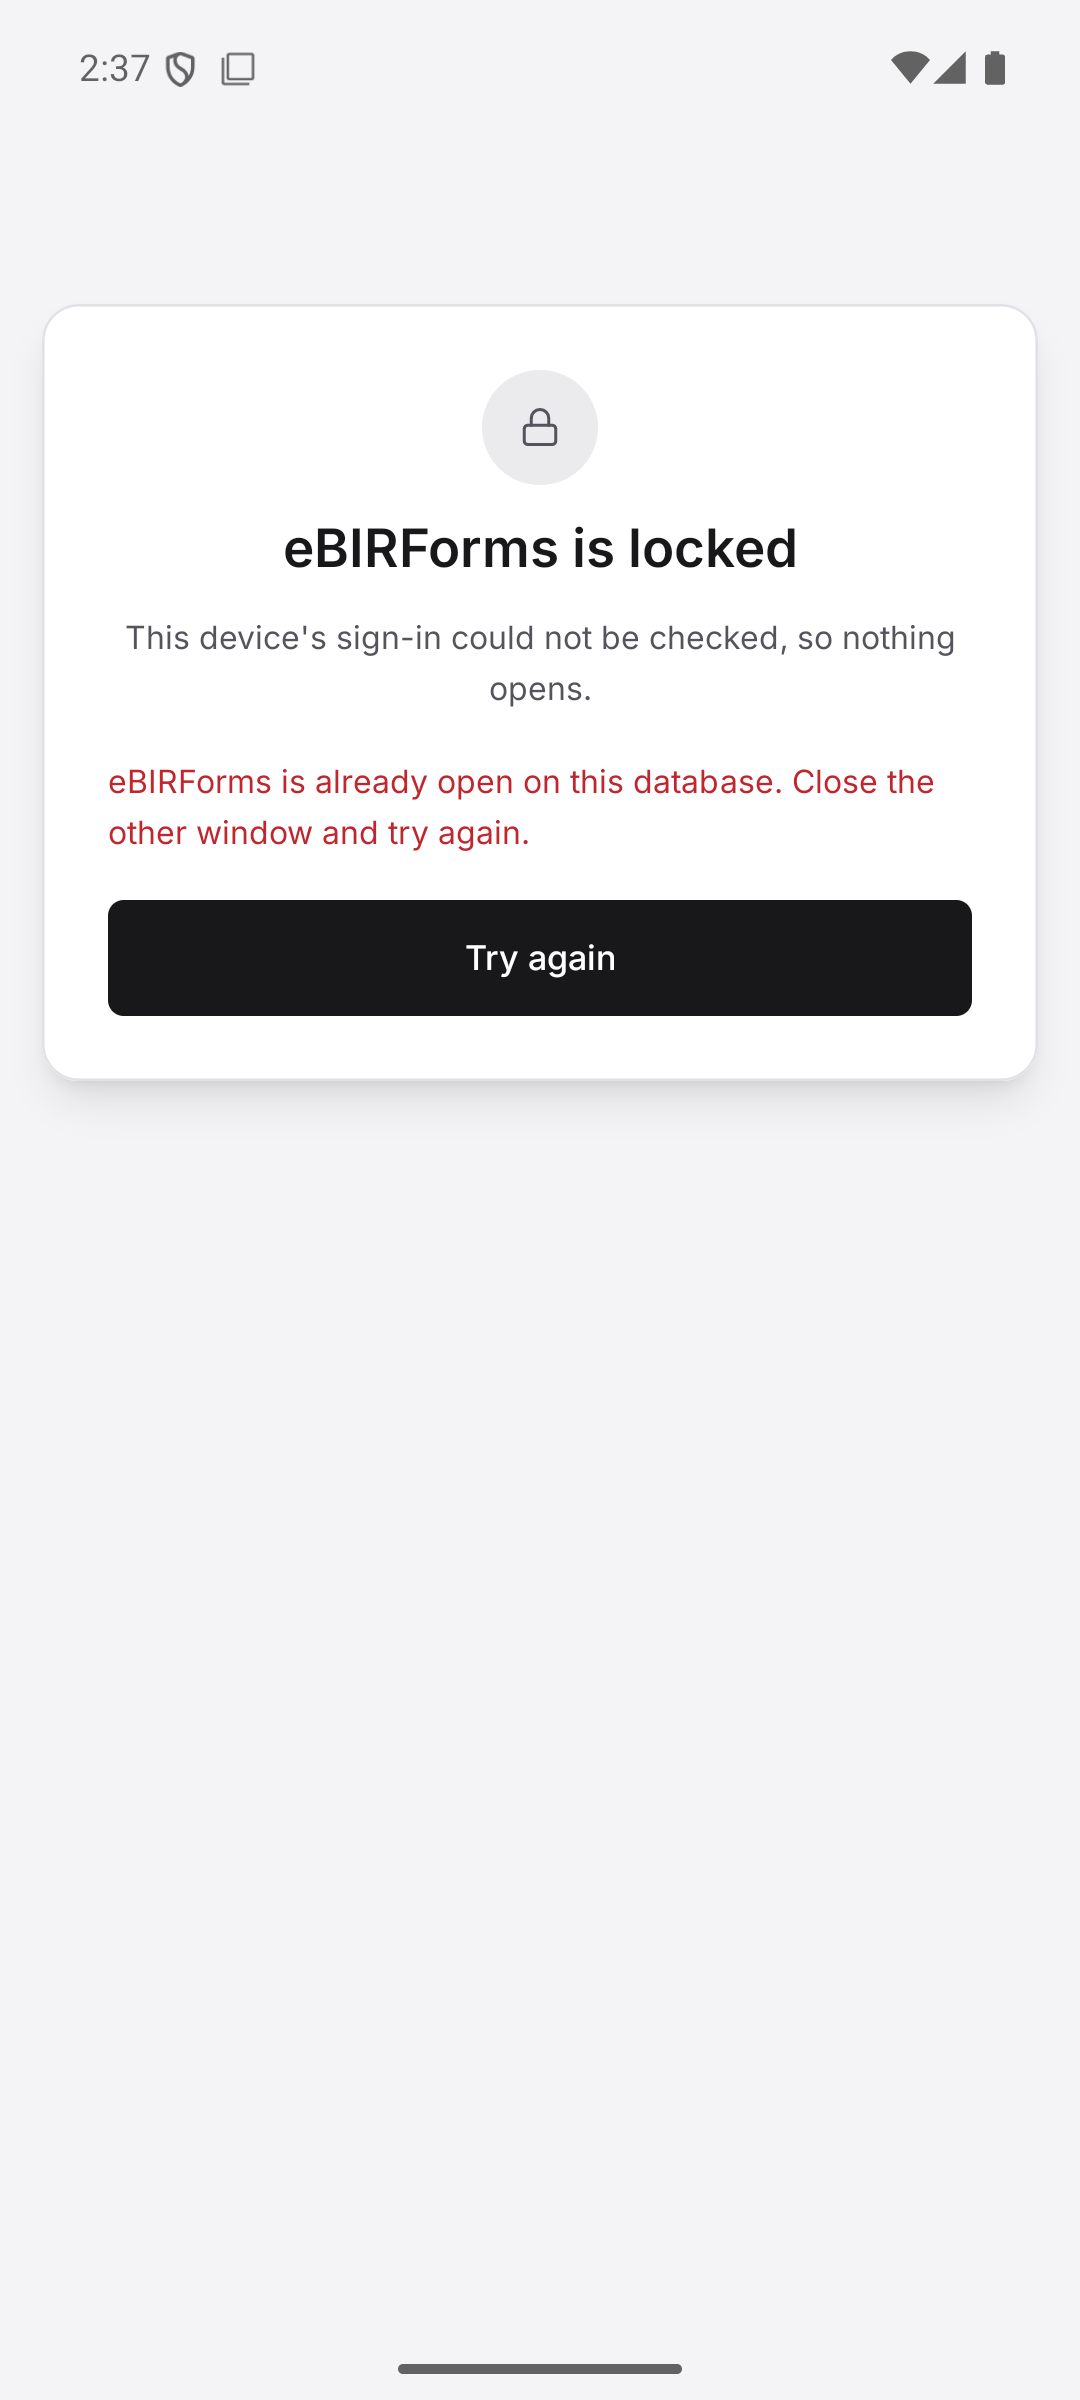 2:37
eBIRForms is locked
This device's sign-in could not be checked, so nothing
opens.
eBIRForms is already open on this database. Close the
other window and try again.
Try again